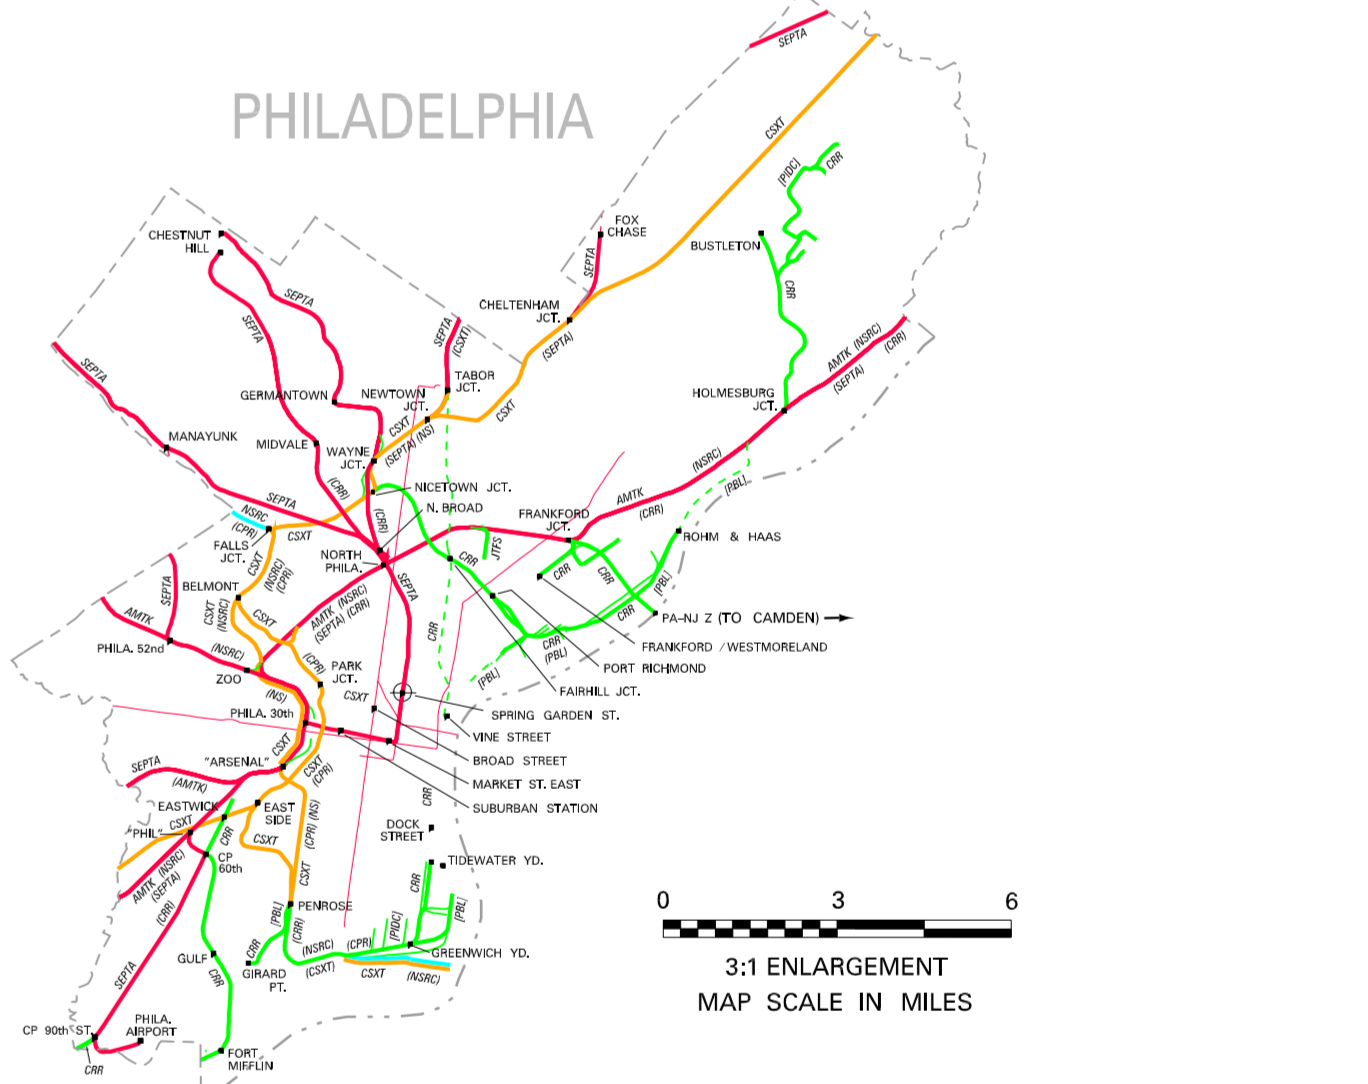 SEPTA
PHILADELPHIA
CSXT
[PIDC]
CRR
CHESTNUT
HILL
FOX
CHASE
BUSTLETON
SEPTA
SEPTA
CRR
CHELTENHAM
JCT.
SEPTA
SEPTA
(CSXT)
(SEPTA)
AMTK (NSRC)
(CRR)
(SEPTA)
SEPTA
TABOR
JCT.
GERMANTOWN
NEWTOWN
JCT.
HOLMESBURG
JCT.
CSXT
CSXT
(SEPTA) (NS)
MANAYUNK
MIDVALE
WAYNE
JCT.
(NSRC)
[PBL]
(CRR)
NICETOWN JCT.
SEPTA
AMTK
(CRR)
NSRC
(CPR)
N. BROAD
(CRR)
FRANKFORD
JCT.
CSXT
FALLS
JCT.
ROHM & HAAS
JTFS
NORTH
PHILA.
CRR
CRR
CRR
[PBL]
CSXT
(NSRC)
(CPR)
SEPTA
SEPTA
BELMONT
AMTK
CSXT
(NSRC)
CSXT
AMTK (NSRC)
(SEPTA) (CRR)
CRR
CRR
PA-NJ Z (TO CAMDEN)
CRR
(PBL)
PHILA. 52nd
(NSRC)
FRANKFORD / WESTMORELAND
(CPR)
PARK
JCT.
PORT RICHMOND
[PBL]
ZOO
(NS)
CSXT
FAIRHILL JCT.
PHILA. 30th
SPRING GARDEN ST.
VINE STREET
CSXT
"ARSENAL"
BROAD STREET
SEPTA
(AMTK)
CSXT
(CPR)
MARKET ST. EAST
CRR
EASTWICK
EAST
SIDE
SUBURBAN STATION
(CPR) (NS)
CSXT
"PHIL"
CRR
CSXT
DOCK
STREET
CP
60th
TIDEWATER YD.
AMTK (NSRC)
(SEPTA)
CSXT
CRR
0 3 6
(CRR)
[PBL]
PENROSE
[PBL]
(CRR)
[PIDC]
CRR
(NSRC)
(CPR)
GREENWICH YD.
GULF
GIRARD
PT.
(CSXT)
CSXT
(NSRC)
3:1 ENLARGEMENT
SEPTA
CRR
MAP SCALE IN MILES
CP 90th ST.
PHILA.
AIRPORT
FORT
MIFFLIN
CRR